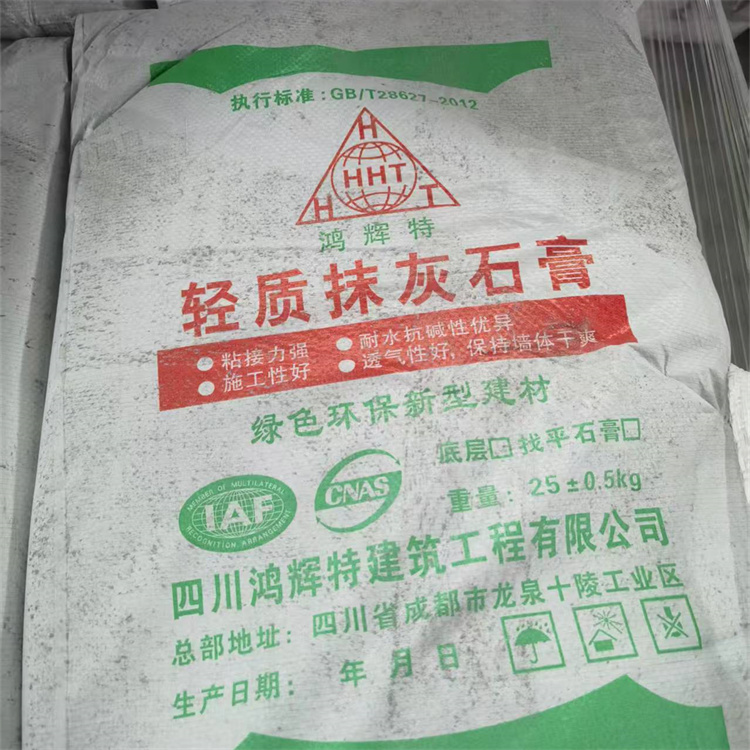 执行标准:GB/T28627-2012
H
HHT
H T
鸿辉特
轻质抹灰石膏
粘接力强
耐水抗碱性优异
施工性好
透气性好,保持墙体干爽
绿色环保新型建材
底层□找平石膏□
重量:25±0.5kg
MEMBER OF MULTILATERAL
IAF
RECOGNITION ARRANGEMENT
CNAS
四川鸿辉特建筑工程有限公司
总部地址:四川省成都市龙泉十陵工业区
生产日期: 年 月 日